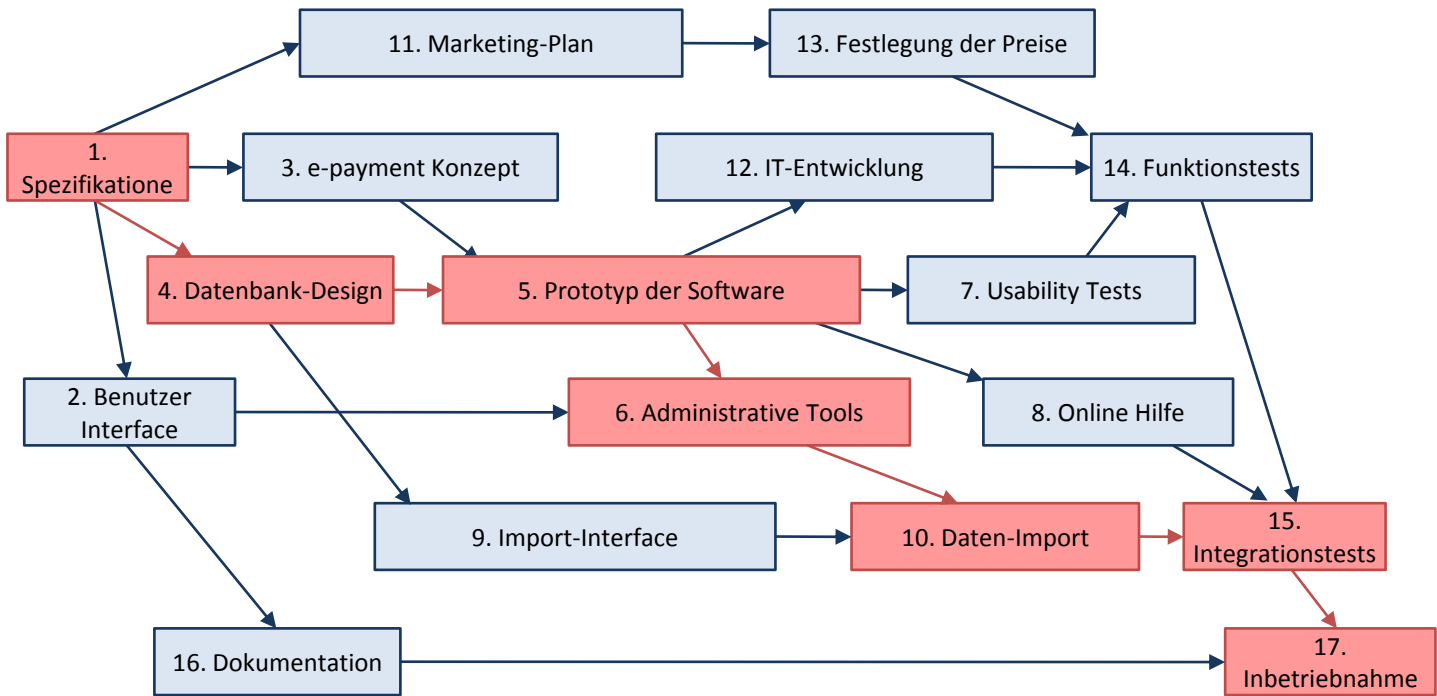 11. Marketing-Plan
13. Festlegung der Preise
1.
Spezifikatione
3. e-payment Konzept
12. IT-Entwicklung
14. Funktionstests
4. Datenbank-Design
5. Prototyp der Software
7. Usability Tests
2. Benutzer
Interface
6. Administrative Tools
8. Online Hilfe
9. Import-Interface
10. Daten-Import
15.
Integrationstests
16. Dokumentation
17.
Inbetriebnahme